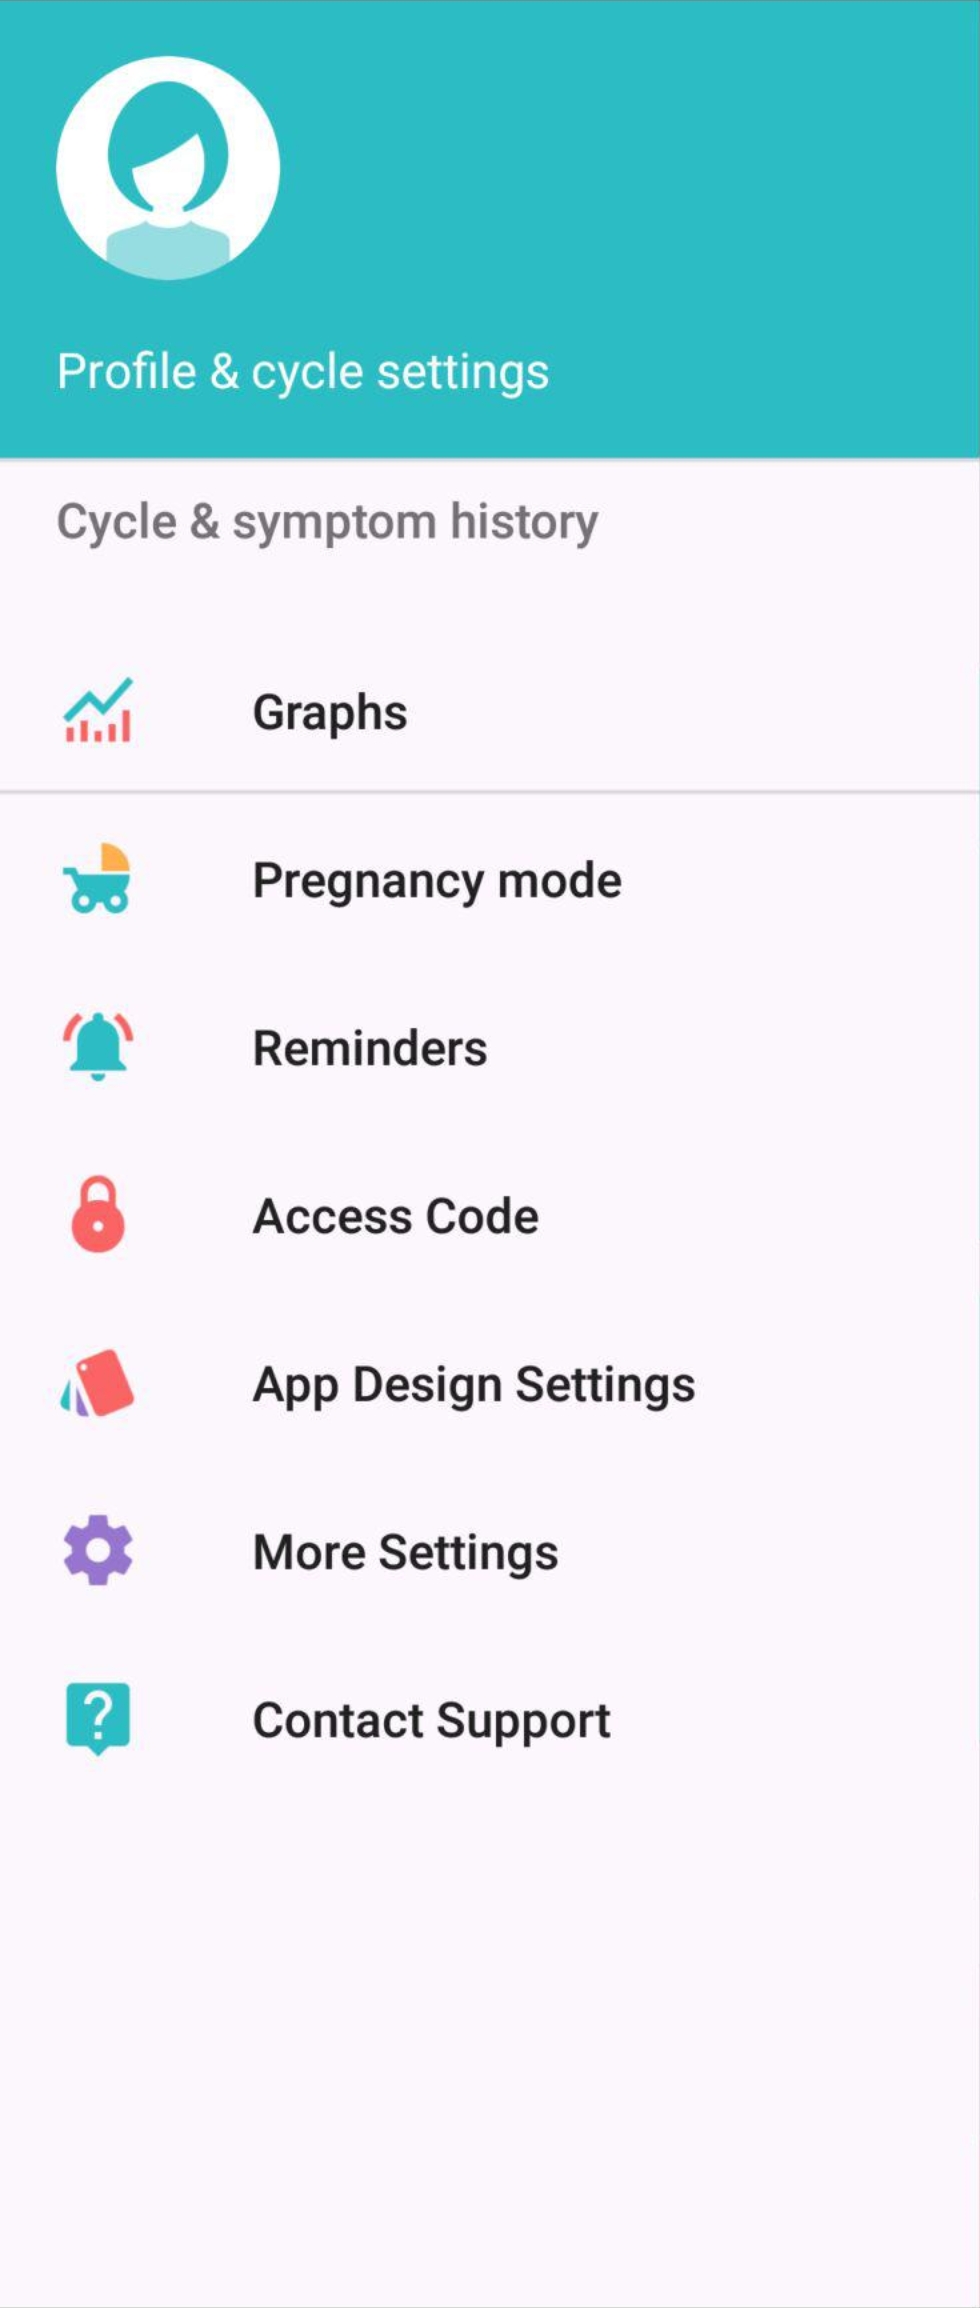 Profile & cycle settings
Cycle & symptom history
Graphs
Pregnancy mode
Reminders
Access Code
App Design Settings
More Settings
?
Contact Support